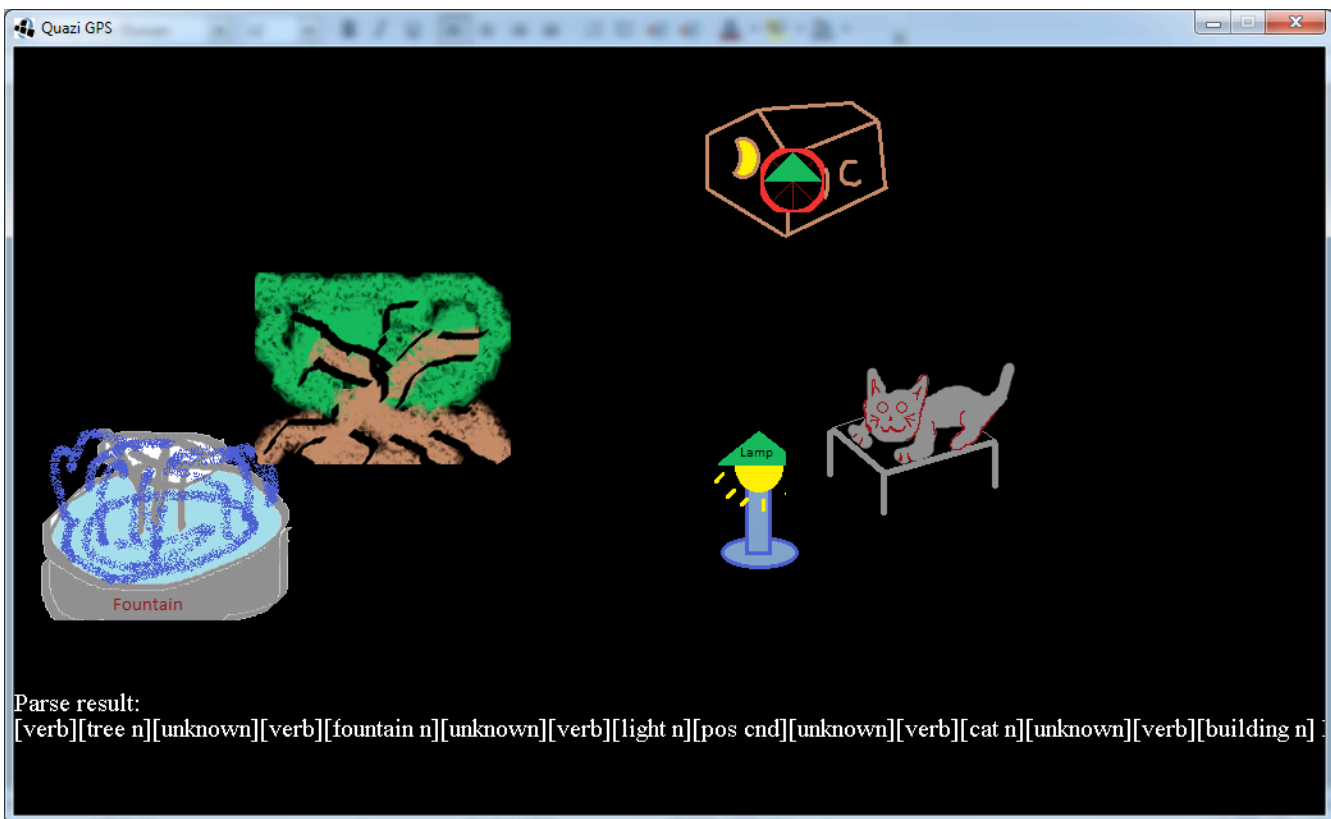 Quazi GPS
C
Lamp
Fountain
Parse result:
[verb][tree n][unknown][verb][fountain n][unknown][verb][light n][pos cnd][unknown][verb][cat n][unknown][verb][building n]